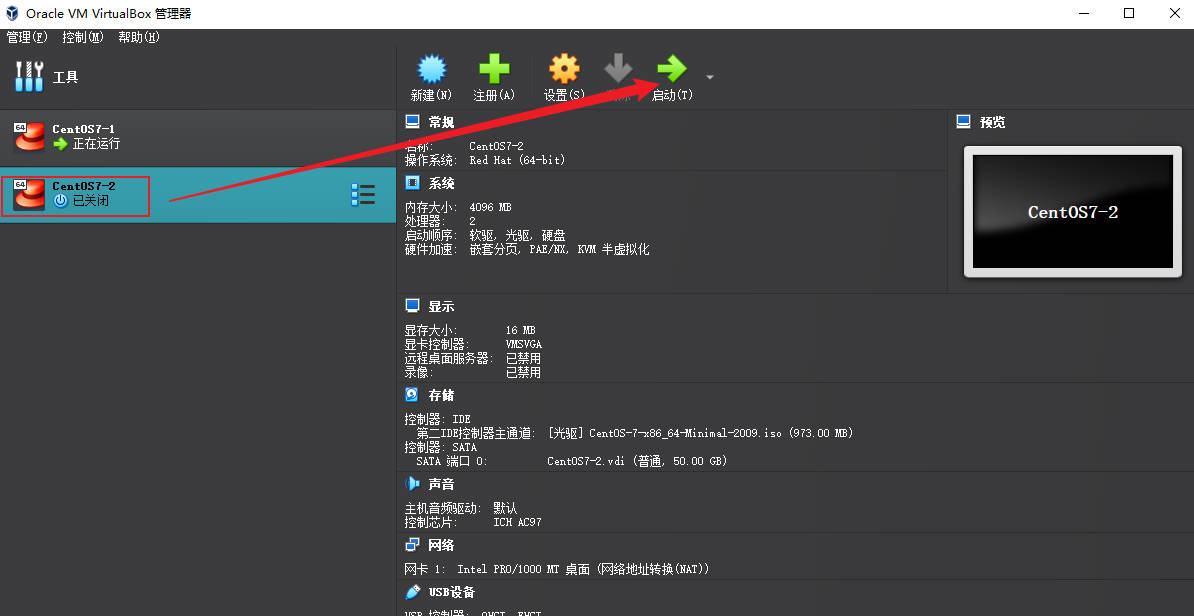 Oracle VM VirtualBox 管理器
管理(F) 控制(M) 帮助(H)
工具
新建(N) 注册(A) 设置(S) 启动(T)
64 CentOS7-1
正在运行
64 CentOS7-2
已关闭
常规
名称: CentOS7-2
操作系统: Red Hat (64-bit)
系统
内存大小: 4096 MB
处理器: 2
启动顺序: 软驱, 光驱, 硬盘
硬件加速: 嵌套分页, PAE/NX, KVM 半虚拟化
预览
CentOS7-2
显示
显存大小: 16 MB
显卡控制器: VMSVGA
远程桌面服务器: 已禁用
录像: 已禁用
存储
控制器: IDE
第二IDE控制器主通道: [光驱] CentOS-7-x86_64-Minimal-2009.iso (973.00 MB)
控制器: SATA
SATA 端口 0: CentOS7-2.vdi (普通, 50.00 GB)
声音
主机音频驱动: 默认
控制芯片: ICH AC97
网络
网卡 1: Intel PRO/1000 MT 桌面 (网络地址转换(NAT))
USB设备
USB 控制器: OHCI, EHCI